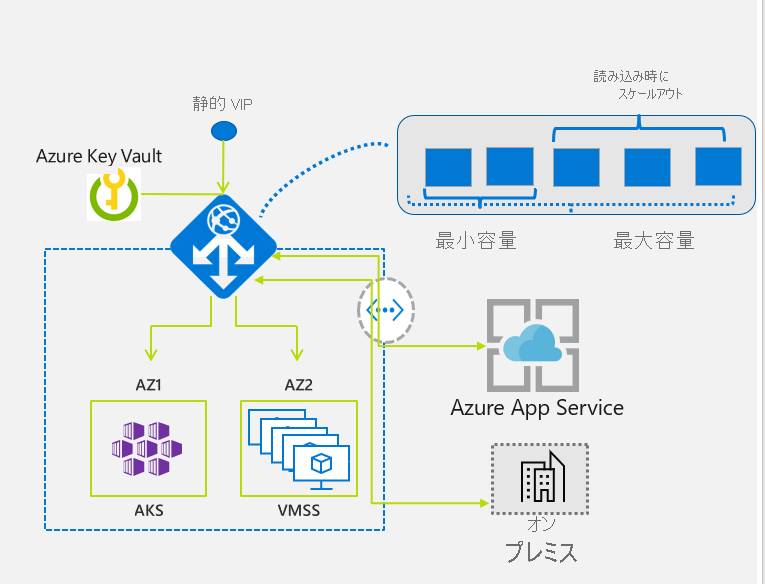 読み込み時に
スケールアウト
静的 VIP
Azure Key Vault
最小容量
最大容量
AZ1
AZ2
Azure App Service
AKS
VMSS
オン
プレミス